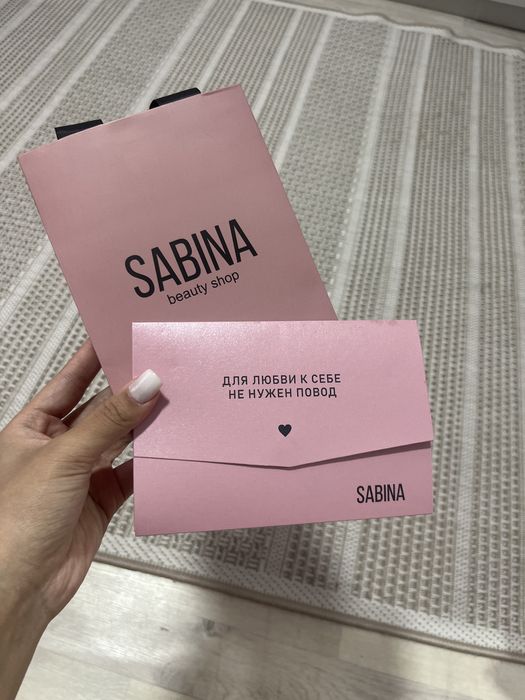 SABINA
beauty shop
ДЛЯ ЛЮБВИ К СЕБЕ
НЕ НУЖЕН ПОВОД
SABINA